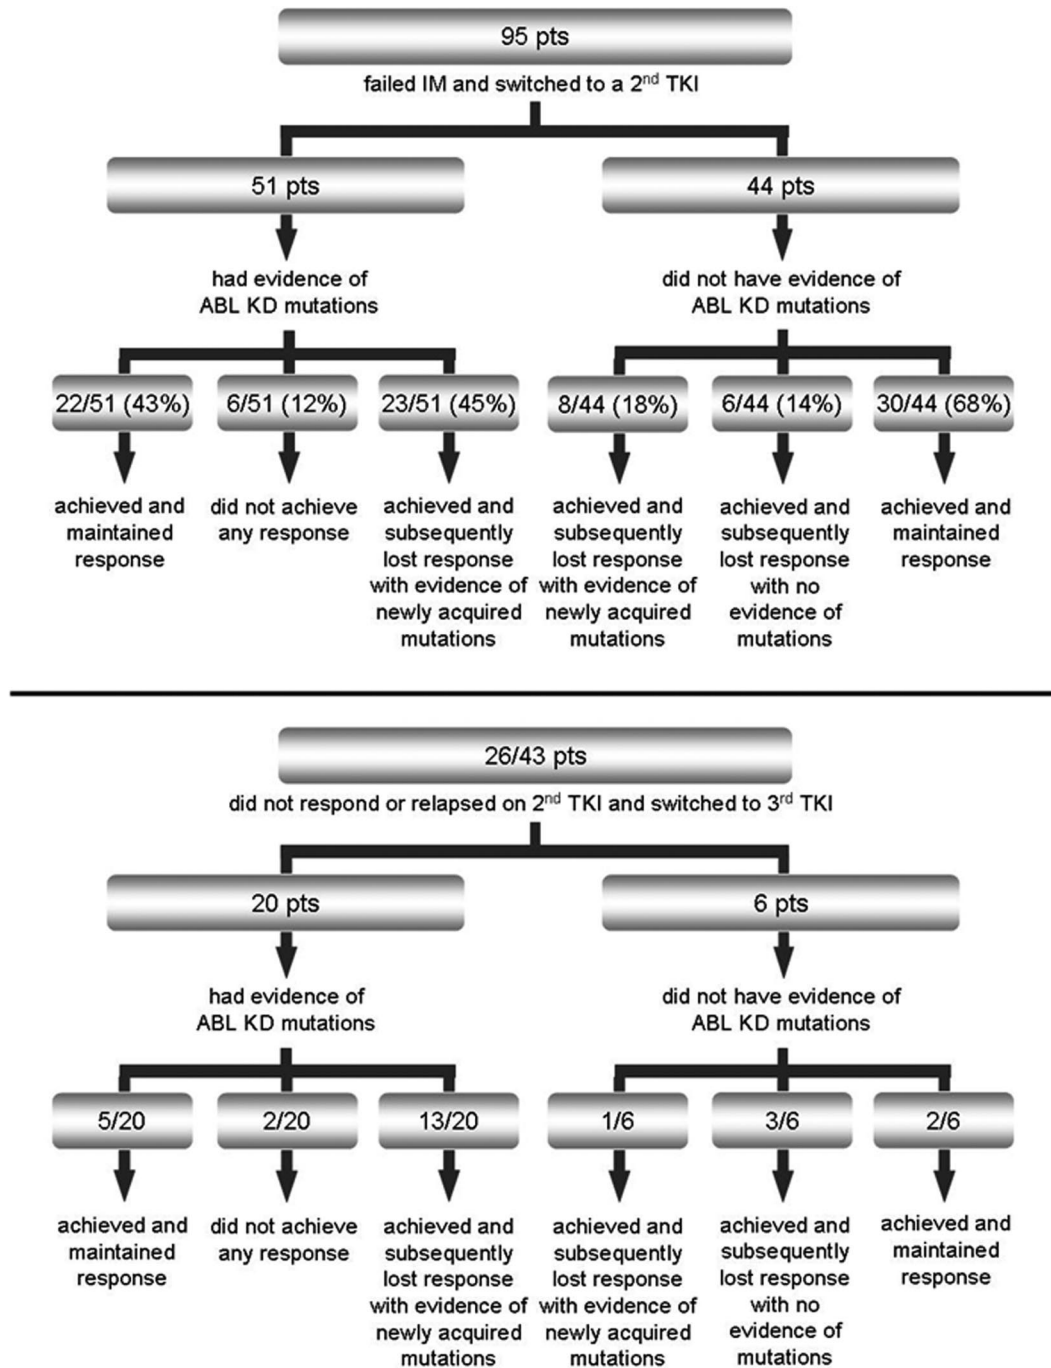 95 pts
failed IM and switched to a 2nd TKI
51 pts
44 pts
had evidence of
ABL KD mutations
did not have evidence of
ABL KD mutations
22/51 (43%)
6/51 (12%)
23/51 (45%)
8/44 (18%)
6/44 (14%)
30/44 (68%)
achieved and
maintained
response
did not achieve
any response
achieved and
subsequently
lost response
with evidence of
newly acquired
mutations
achieved and
subsequently
lost response
with evidence of
newly acquired
mutations
achieved and
subsequently
lost response
with no
evidence of
mutations
achieved and
maintained
response
26/43 pts
did not respond or relapsed on 2nd TKI and switched to 3rd TKI
20 pts
6 pts
had evidence of
ABL KD mutations
did not have evidence of
ABL KD mutations
5/20
2/20
13/20
1/6
3/6
2/6
achieved and
maintained
response
did not achieve
any response
achieved and
subsequently
lost response
with evidence of
newly acquired
mutations
achieved and
subsequently
lost response
with evidence of
newly acquired
mutations
achieved and
subsequently
lost response
with no
evidence of
mutations
achieved and
maintained
response